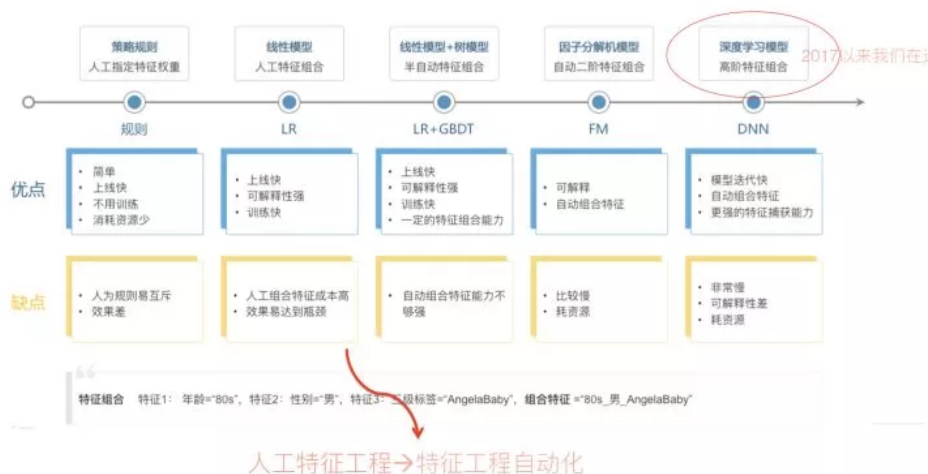 策略规则
人工指定特征权重
线性模型
人工特征组合
线性模型+树模型
半自动特征组合
因子分解机模型
自动二阶特征组合
深度学习模型
高阶特征组合
2017以来我们在
规则
LR
LR+GBDT
FM
DNN
优点
• 简单
• 上线快
• 不用训练
• 消耗资源少
• 上线快
• 可解释性强
• 训练快
• 上线快
• 可解释性强
• 训练快
• 一定的特征组合能力
• 可解释
• 自动组合特征
• 模型迭代快
• 自动组合特征
• 更强的特征捕获能力
缺点
• 人为规则易互斥
• 效果差
• 人工组合特征成本高
• 效果易达到瓶颈
• 自动组合特征能力不
够强
• 比较慢
• 耗资源
• 非常慢
• 可解释性差
• 耗资源
特征组合 特征1： 年龄="80s"，特征2：性别="男"，特征3：三级标签="AngelaBaby"，组合特征 ="80s_男_AngelaBaby"
人工特征工程→特征工程自动化